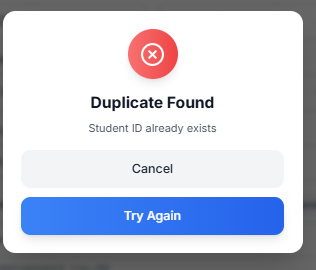 Duplicate Found
Student ID already exists
Cancel
Try Again